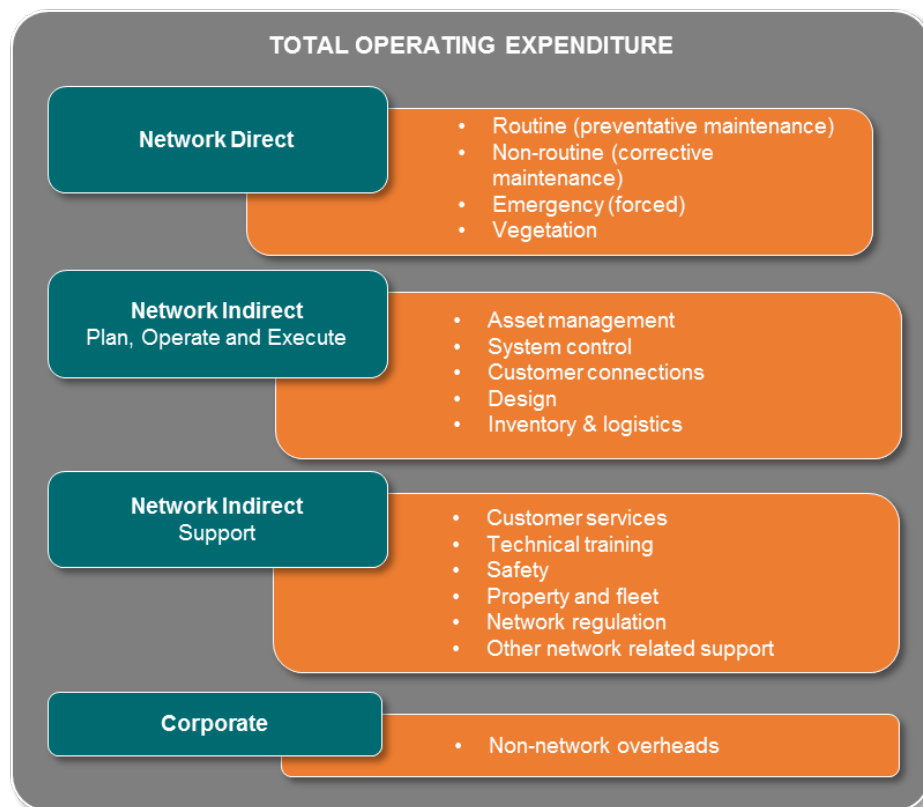 TOTAL OPERATING EXPENDITURE
Network Direct
• Routine (preventative maintenance)
• Non-routine (corrective
maintenance)
• Emergency (forced)
• Vegetation
Network Indirect
Plan, Operate and Execute
• Asset management
• System control
• Customer connections
• Design
• Inventory & logistics
Network Indirect
Support
• Customer services
• Technical training
• Safety
• Property and fleet
• Network regulation
• Other network related support
Corporate
• Non-network overheads